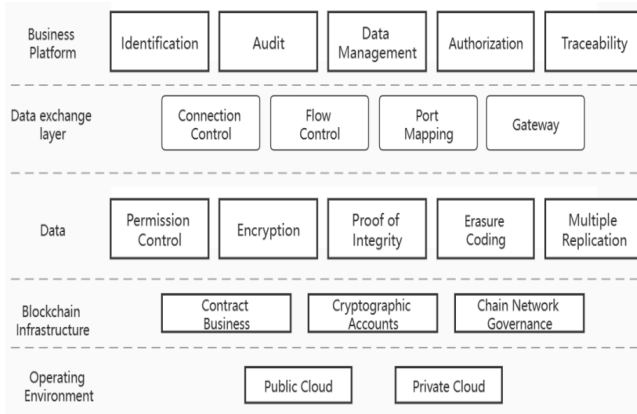 Business
Platform
Identification
Audit
Data
Management
Authorization
Traceability
Data exchange
layer
Connection
Control
Flow
Control
Port
Mapping
Gateway
Data
Permission
Control
Encryption
Proof of
Integrity
Erasure
Coding
Multiple
Replication
Blockchain
Infrastructure
Contract
Business
Cryptographic
Accounts
Chain Network
Governance
Operating
Environment
Public Cloud
Private Cloud